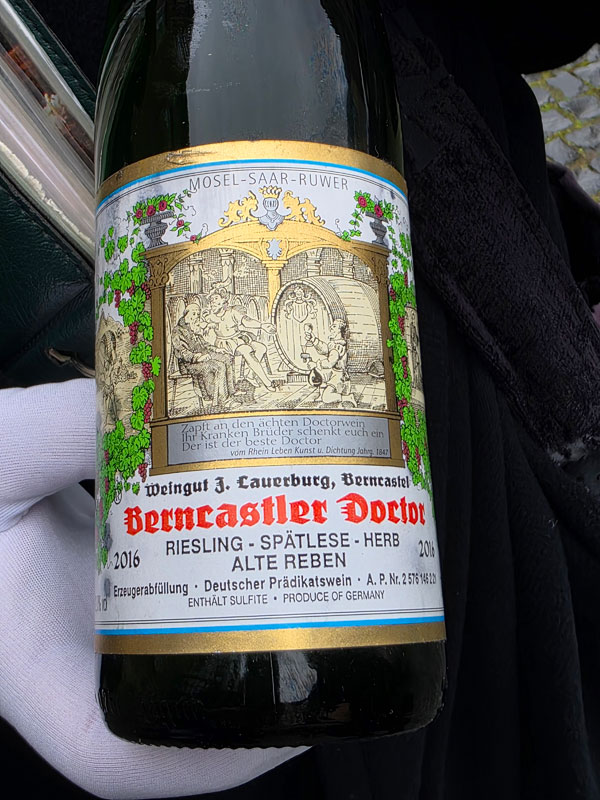 MOSEL-SAAR-RUWER
Zapft an den ächten Doctorwein
Ihr Kranken Brüder schenkt euch ein
Der ist der beste Doctor
vom Rhein Leben Kunst u. Dichtung Jahrg. 1847
Weingut J. Lauerburg, Berncastel
Berncastler Doctor
2016 RIESLING - SPÄTLESE - HERB 2016
ALTE REBEN
Erzeugerabfüllung · Deutscher Prädikatswein · A. P. Nr. 2 576 146
ENTHÄLT SULFITE • PRODUCE OF GERMANY